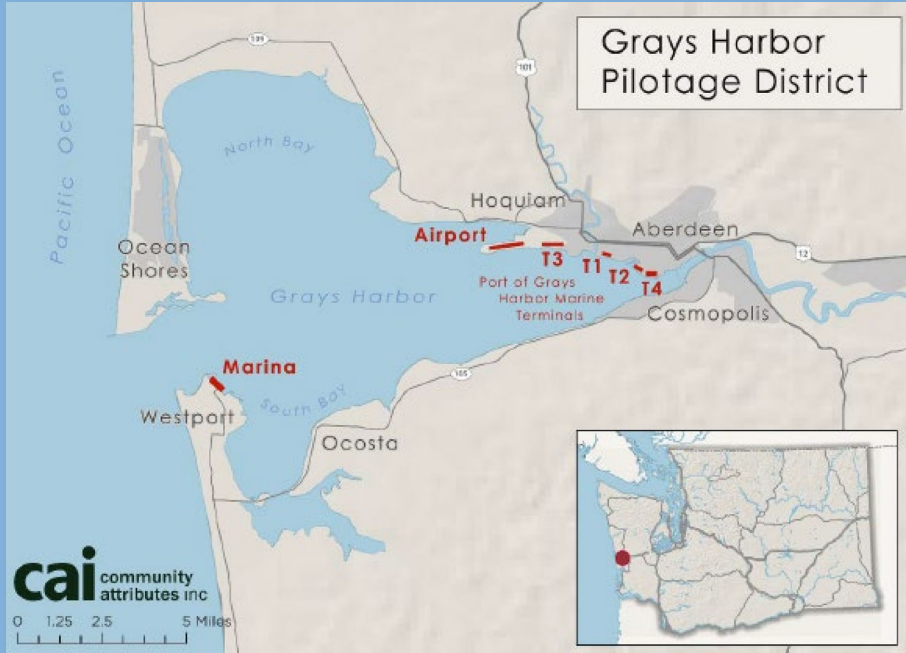 Grays Harbor
Pilotage District
109
101
Pacific Ocean
North Bay
Hoquiam
Aberdeen
Airport
T3
T1
T2
T4
12
Ocean
Shores
Grays Harbor
Port of Grays
Harbor Marine
Terminals
Cosmopolis
Marina
105
South Bay
Westport
Ocosta
cai community
attributes inc
0 1.25 2.5 5 Miles